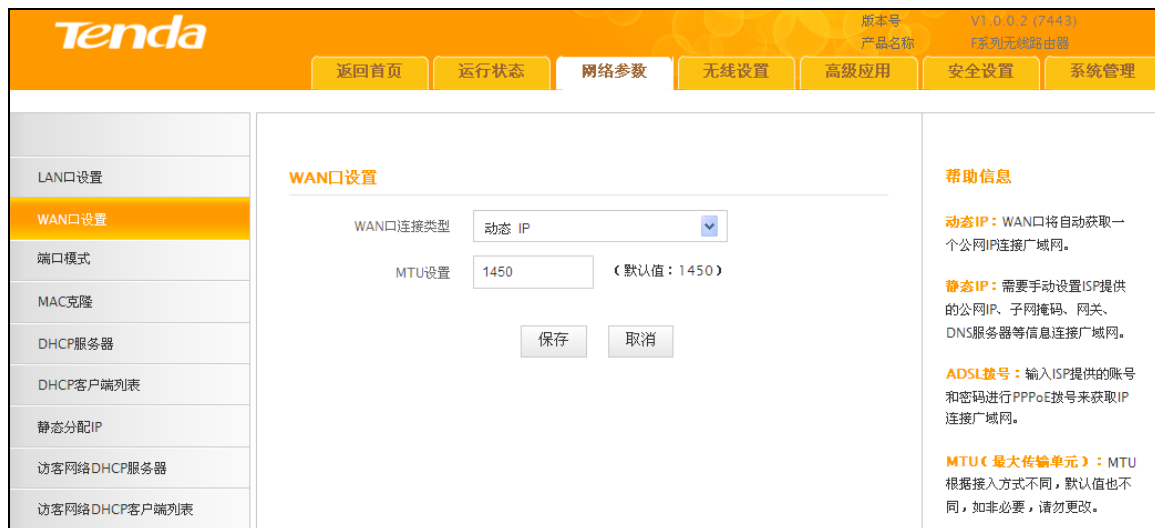 Tenda
版本号 V1.0.0.2 (7443)
产品名称 F系列无线路由器
返回首页 运行状态 网络参数 无线设置 高级应用 安全设置 系统管理
LAN口设置
WAN口设置
端口模式
MAC克隆
DHCP服务器
DHCP客户端列表
静态分配IP
访客网络DHCP服务器
访客网络DHCP客户端列表
WAN口设置
WAN口连接类型 动态 IP
MTU设置 1450 (默认值:1450)
保存 取消
帮助信息
动态IP:WAN口将自动获取一
个公网IP连接广域网。
静态IP:需要手动设置ISP提供
的公网IP、子网掩码、网关、
DNS服务器等信息连接广域网。
ADSL拨号:输入ISP提供的账号
和密码进行PPPoE拨号来获取IP
连接广域网。
MTU(最大传输单元):MTU
根据接入方式不同,默认值也不
同,如非必要,请勿更改。